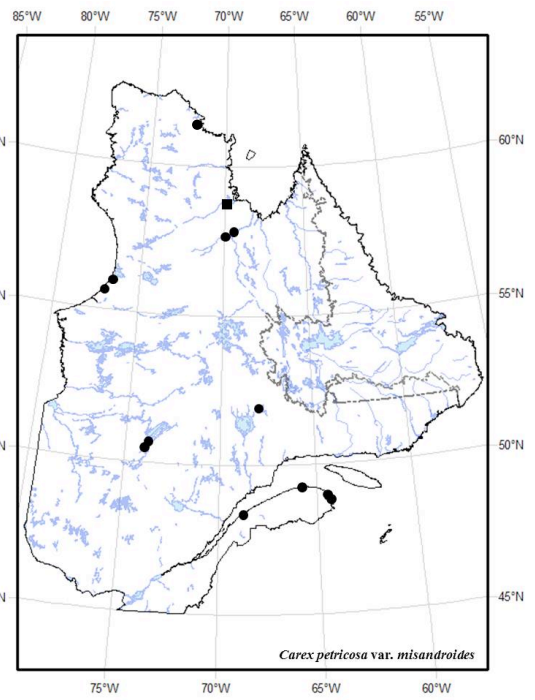 85°W 80°W 75°W 70°W 65°W 60°W 55°W
N 60°N
N 55°N
N 50°N
N 45°N
Carex petricosa var. misandroides
75°W 70°W 65°W 60°W